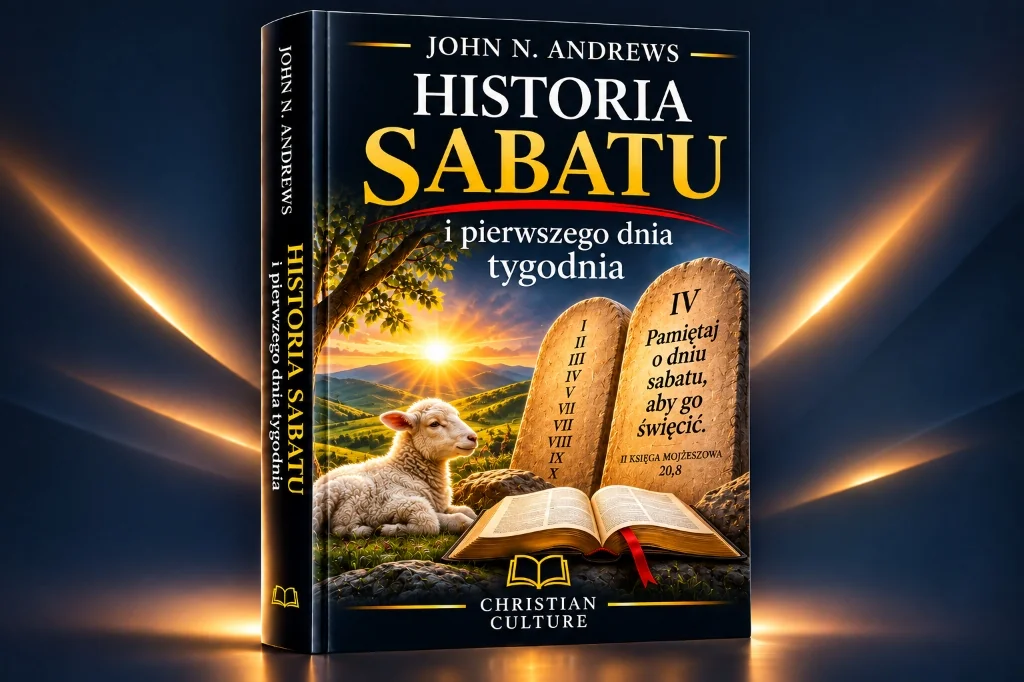 JOHN N. ANDREWS
HISTORIA
SABATU
i pierwszego dnia
tygodnia
I
II
III
IV
V
VII
VII
VIII
IX
X
IV
Pamiętaj
o dniu
sabatu,
aby go
święcić.
II KSIĘGA MOJŻESZOWA
20,8
CHRISTIAN
CULTURE
JOHN N. ANDREWS
HISTORIA SABATU
i pierwszego dnia tygodnia